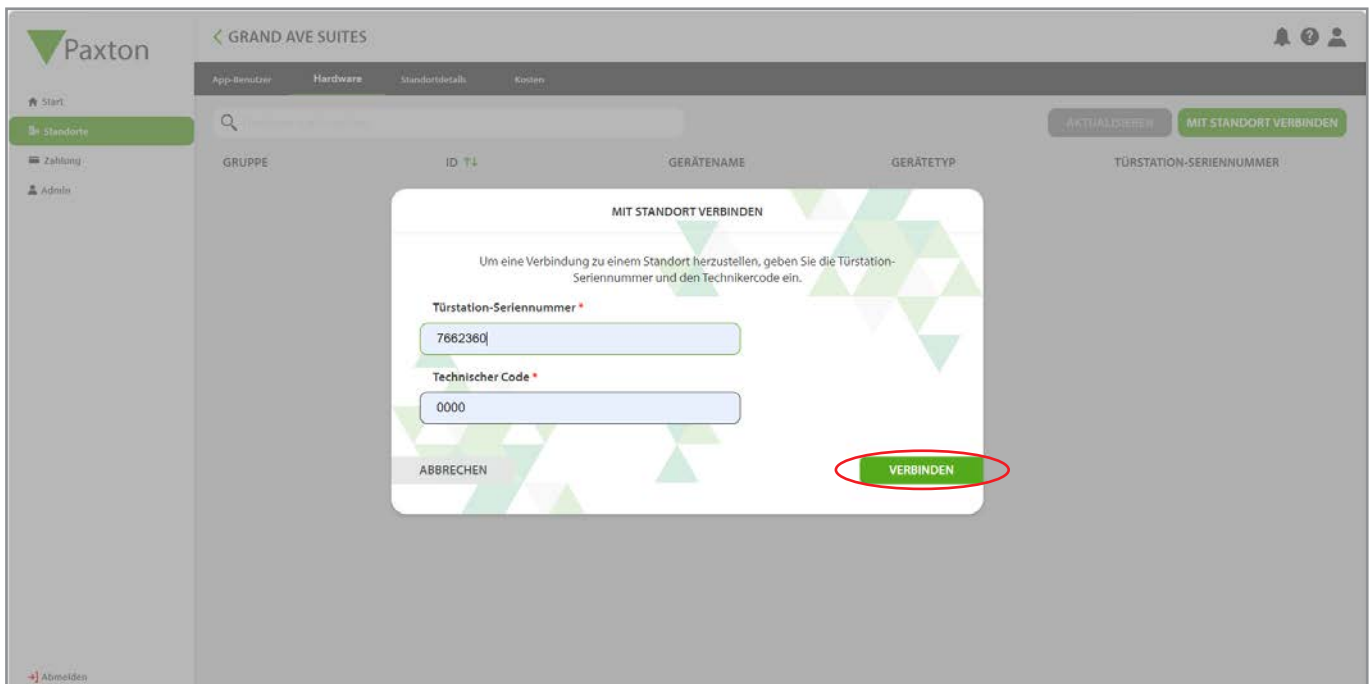 Paxton
GRAND AVE SUITES
App-Benutzer Hardware Standortdetails Kosten
Start
Standorte
Zahlung
Admin
AKTUALISIEREN MIT STANDORT VERBINDEN
GRUPPE ID GERÄTENAME GERÄTETYP TÜRSTATION-SERIENNUMMER
MIT STANDORT VERBINDEN
Um eine Verbindung zu einem Standort herzustellen, geben Sie die Türstation-
Seriennummer und den Technikercode ein.
Türstation-Seriennummer *
7662360
Technischer Code *
0000
ABBRECHEN VERBINDEN
Abmelden